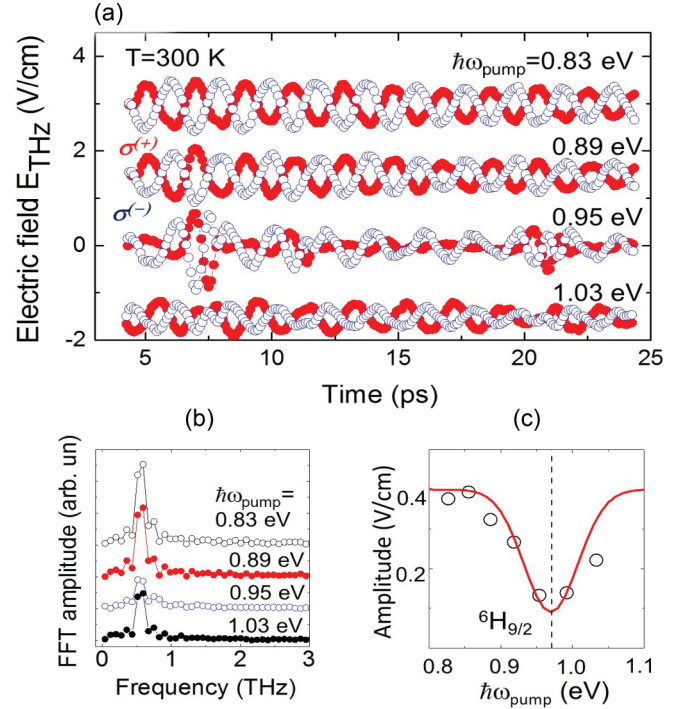 (a)
T=300 K
ħω_pump=0.83 eV
σ(+)
0.89 eV
σ(−)
0.95 eV
1.03 eV
Electric field E_THz (V/cm)
4
2
0
-2
5 10 15 20 25
Time (ps)
(b)
ħω_pump=
0.83 eV
0.89 eV
0.95 eV
1.03 eV
FFT amplitude (arb. un)
0 1 2 3
Frequency (THz)
(c)
Amplitude (V/cm)
0.4
0.2
⁶H₉/₂
0.8 0.9 1.0 1.1
ħω_pump (eV)